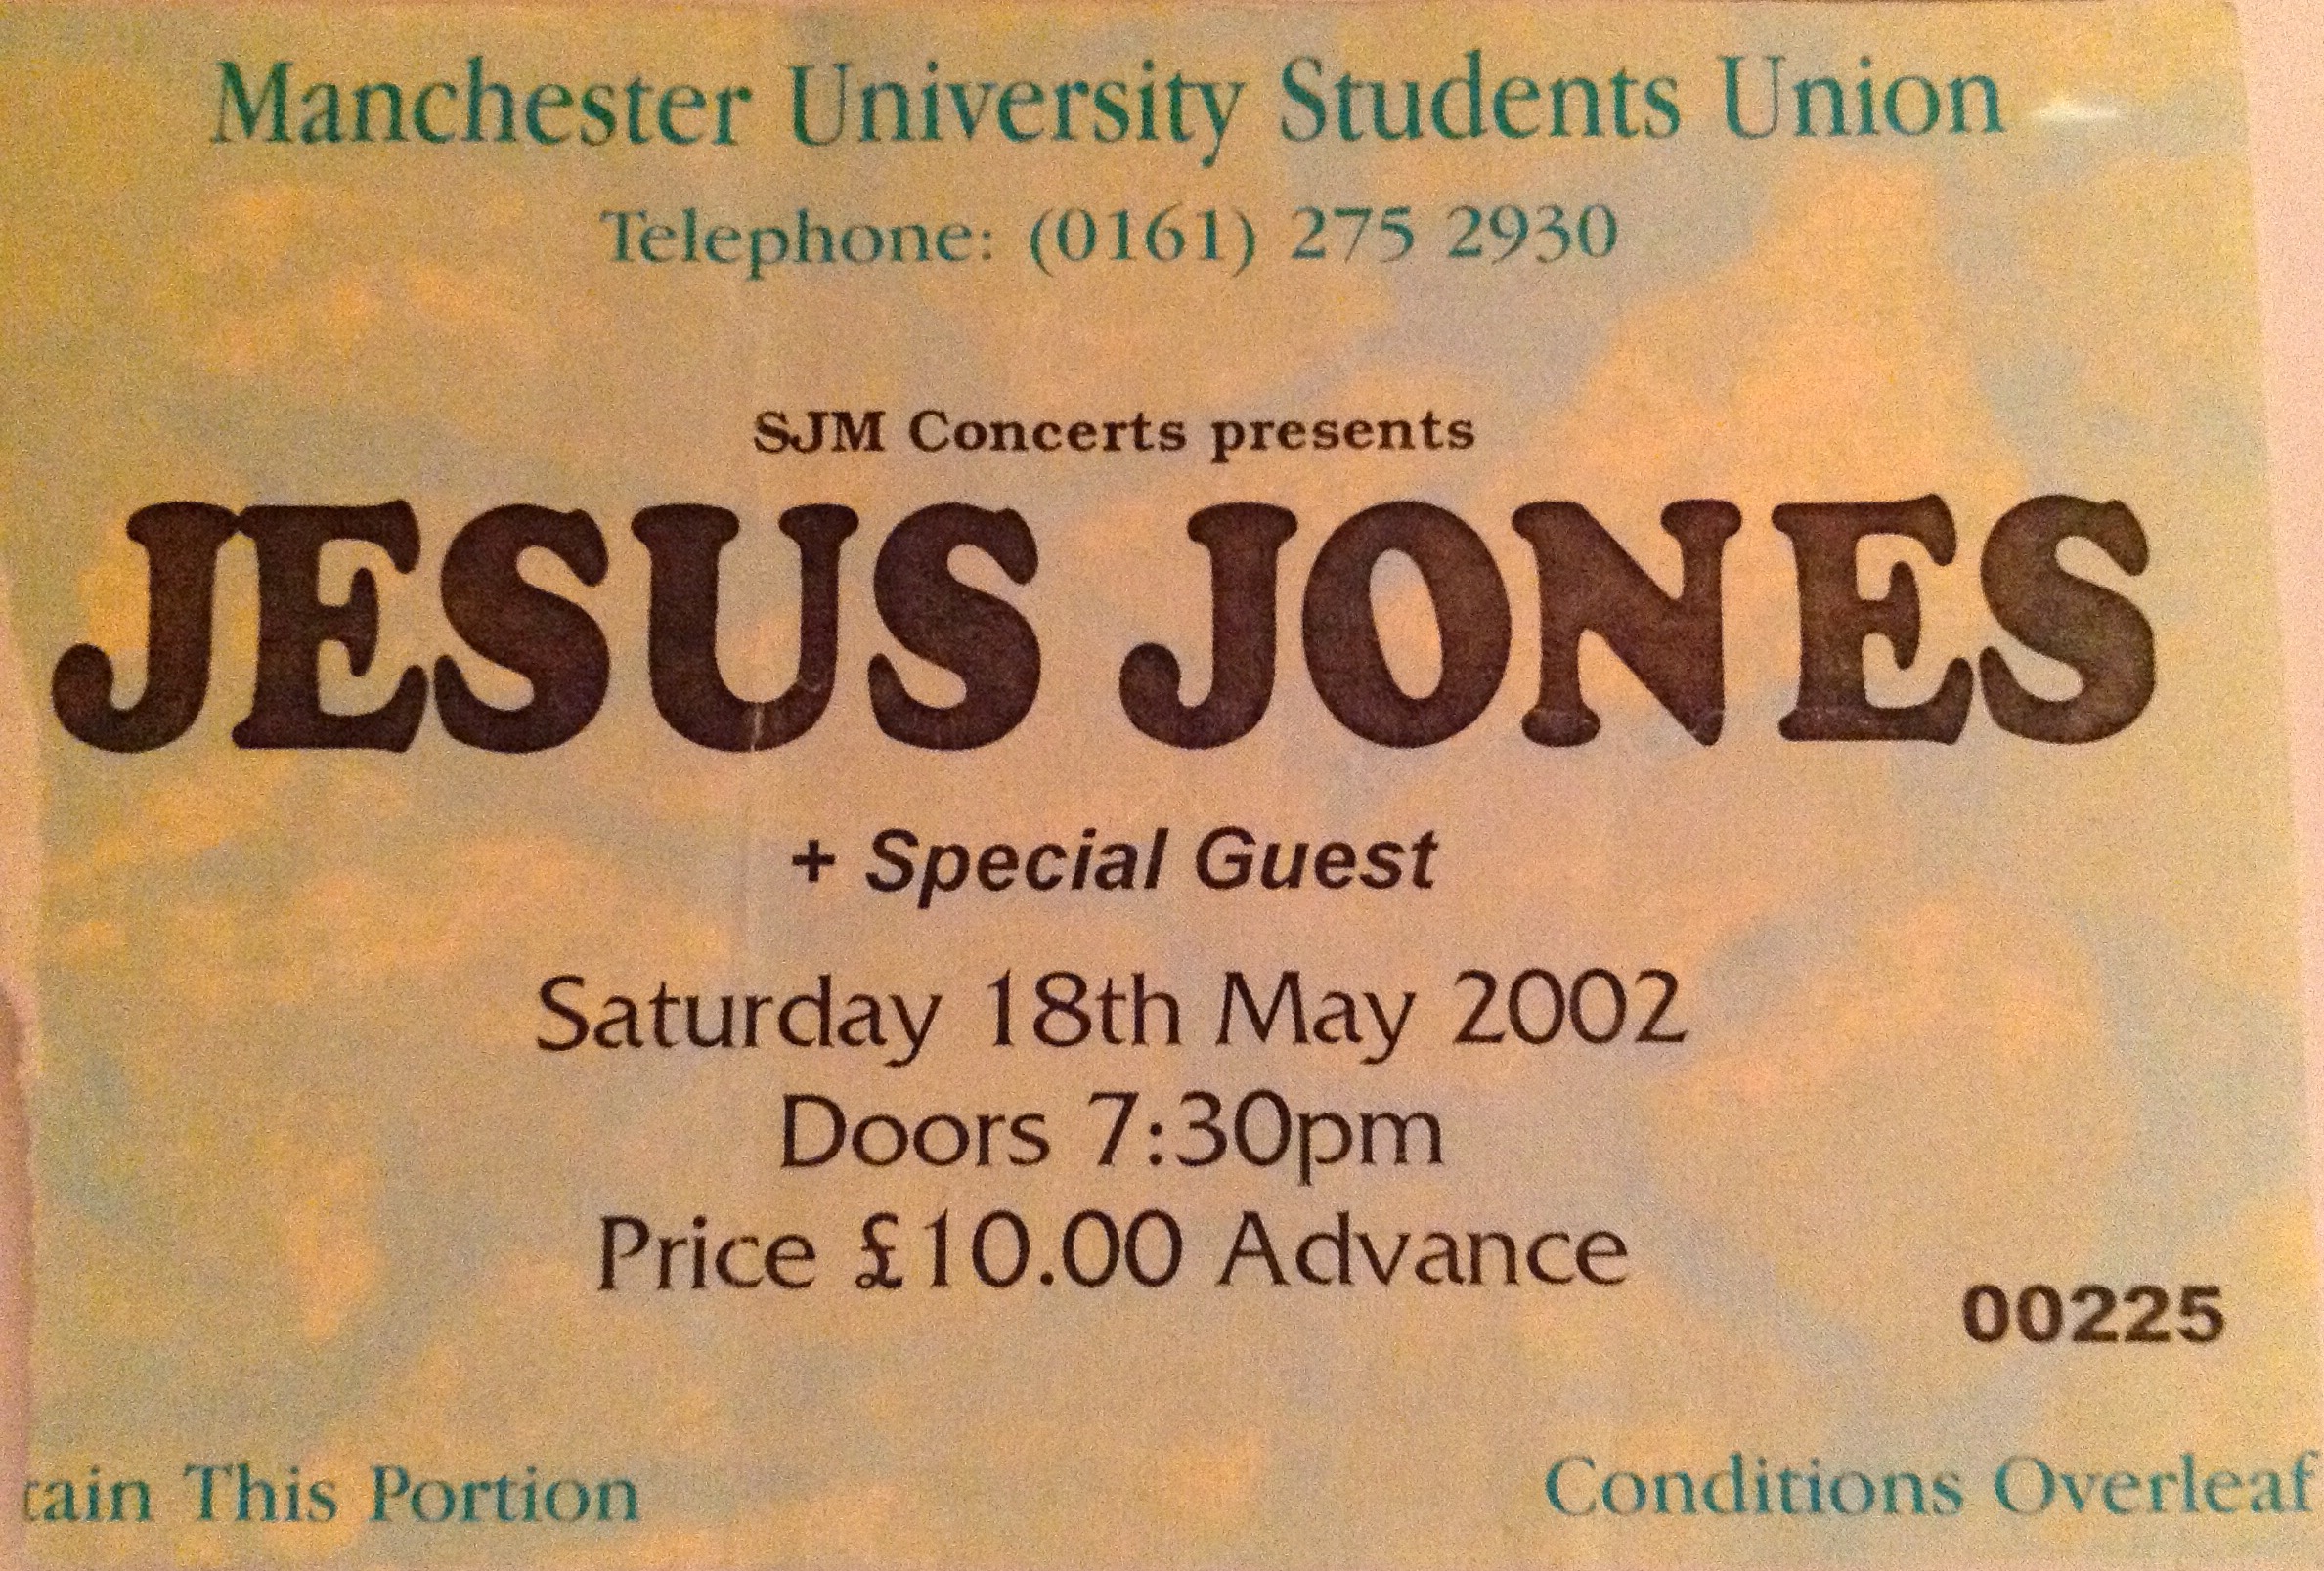 Manchester University Students Union
Telephone: (0161) 275 2930
SJM Concerts presents
JESUS JONES
+ Special Guest
Saturday 18th May 2002
Doors 7:30pm
Price £10.00 Advance
00225
tain This Portion
Conditions Overleaf